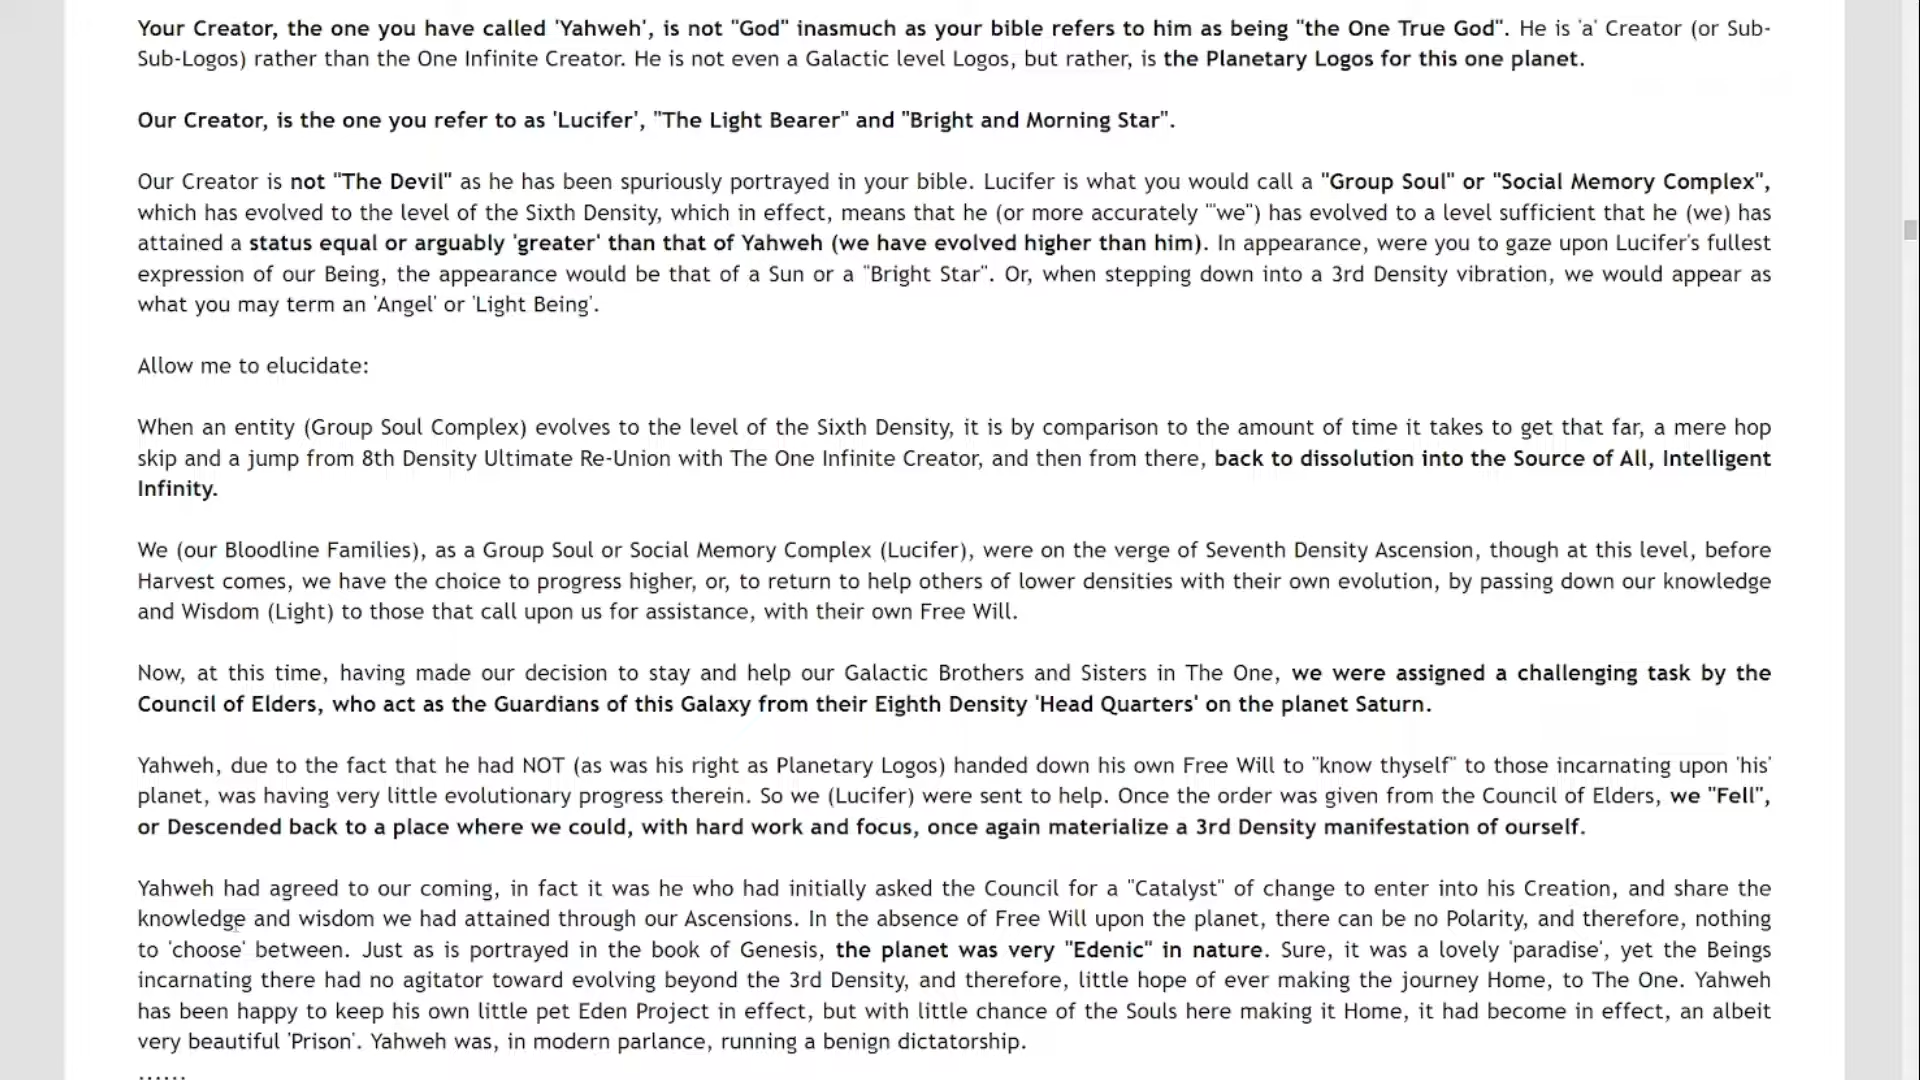 Your Creator, the one you have called 'Yahweh', is not "God" inasmuch as your bible refers to him as being "the One True God". He is 'a' Creator (or Sub-
Sub-Logos) rather than the One Infinite Creator. He is not even a Galactic level Logos, but rather, is the Planetary Logos for this one planet.
Our Creator, is the one you refer to as 'Lucifer', "The Light Bearer" and "Bright and Morning Star".
Our Creator is not "The Devil" as he has been spuriously portrayed in your bible. Lucifer is what you would call a "Group Soul" or "Social Memory Complex",
which has evolved to the level of the Sixth Density, which in effect, means that he (or more accurately "'we") has evolved to a level sufficient that he (we) has
attained a status equal or arguably 'greater' than that of Yahweh (we have evolved higher than him). In appearance, were you to gaze upon Lucifer's fullest
expression of our Being, the appearance would be that of a Sun or a "Bright Star". Or, when stepping down into a 3rd Density vibration, we would appear as
what you may term an 'Angel' or 'Light Being'.
Allow me to elucidate:
When an entity (Group Soul Complex) evolves to the level of the Sixth Density, it is by comparison to the amount of time it takes to get that far, a mere hop
skip and a jump from 8th Density Ultimate Re-Union with The One Infinite Creator, and then from there, back to dissolution into the Source of All, Intelligent
Infinity.
We (our Bloodline Families), as a Group Soul or Social Memory Complex (Lucifer), were on the verge of Seventh Density Ascension, though at this level, before
Harvest comes, we have the choice to progress higher, or, to return to help others of lower densities with their own evolution, by passing down our knowledge
and Wisdom (Light) to those that call upon us for assistance, with their own Free Will.
Now, at this time, having made our decision to stay and help our Galactic Brothers and Sisters in The One, we were assigned a challenging task by the
Council of Elders, who act as the Guardians of this Galaxy from their Eighth Density 'Head Quarters' on the planet Saturn.
Yahweh, due to the fact that he had NOT (as was his right as Planetary Logos) handed down his own Free Will to "know thyself" to those incarnating upon 'his'
planet, was having very little evolutionary progress therein. So we (Lucifer) were sent to help. Once the order was given from the Council of Elders, we "Fell",
or Descended back to a place where we could, with hard work and focus, once again materialize a 3rd Density manifestation of ourself.
Yahweh had agreed to our coming, in fact it was he who had initially asked the Council for a "Catalyst" of change to enter into his Creation, and share the
knowledge and wisdom we had attained through our Ascensions. In the absence of Free Will upon the planet, there can be no Polarity, and therefore, nothing
to 'choose' between. Just as is portrayed in the book of Genesis, the planet was very "Edenic" in nature. Sure, it was a lovely 'paradise', yet the Beings
incarnating there had no agitator toward evolving beyond the 3rd Density, and therefore, little hope of ever making the journey Home, to The One. Yahweh
has been happy to keep his own little pet Eden Project in effect, but with little chance of the Souls here making it Home, it had become in effect, an albeit
very beautiful 'Prison'. Yahweh was, in modern parlance, running a benign dictatorship.
......